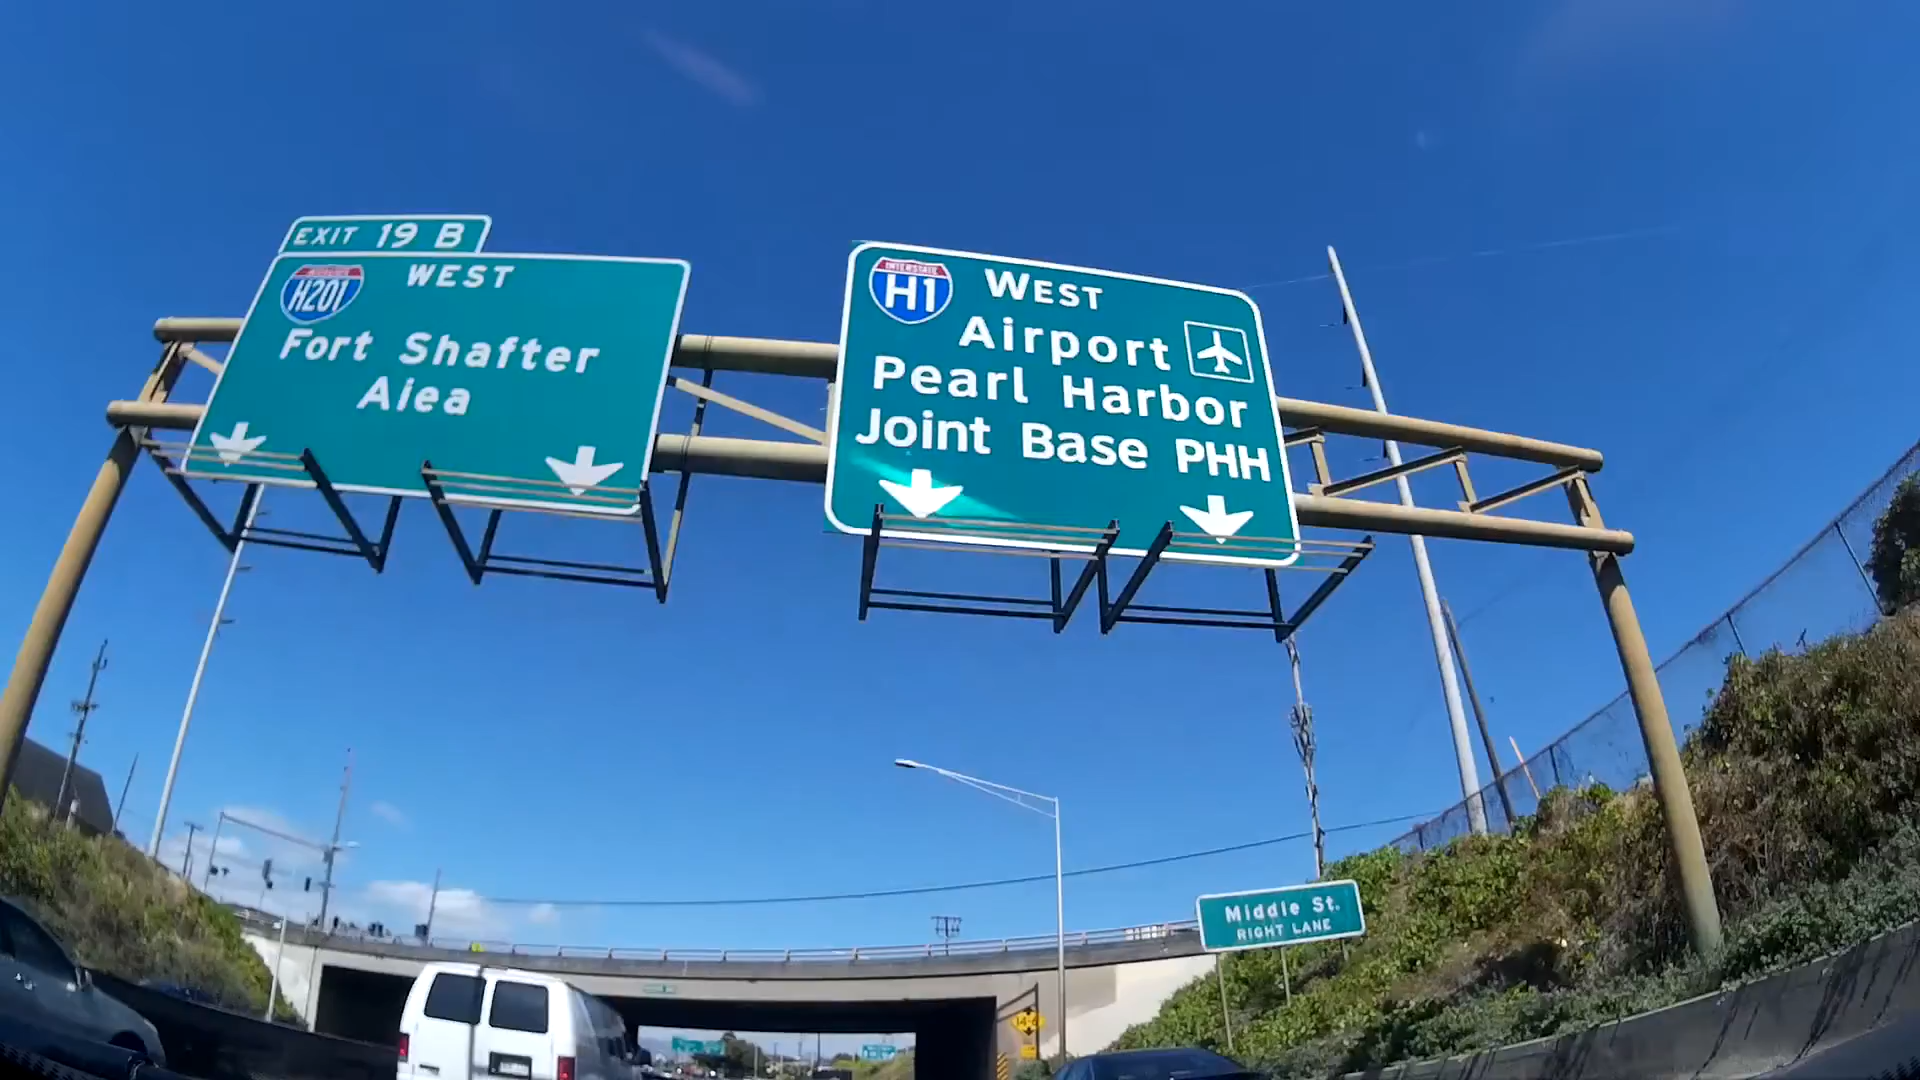 EXIT 19 B
INTERSTATE
H201
WEST
Fort Shafter
Aiea
INTERSTATE
H1
WEST
Airport
Pearl Harbor
Joint Base PHH
Middle St.
RIGHT LANE